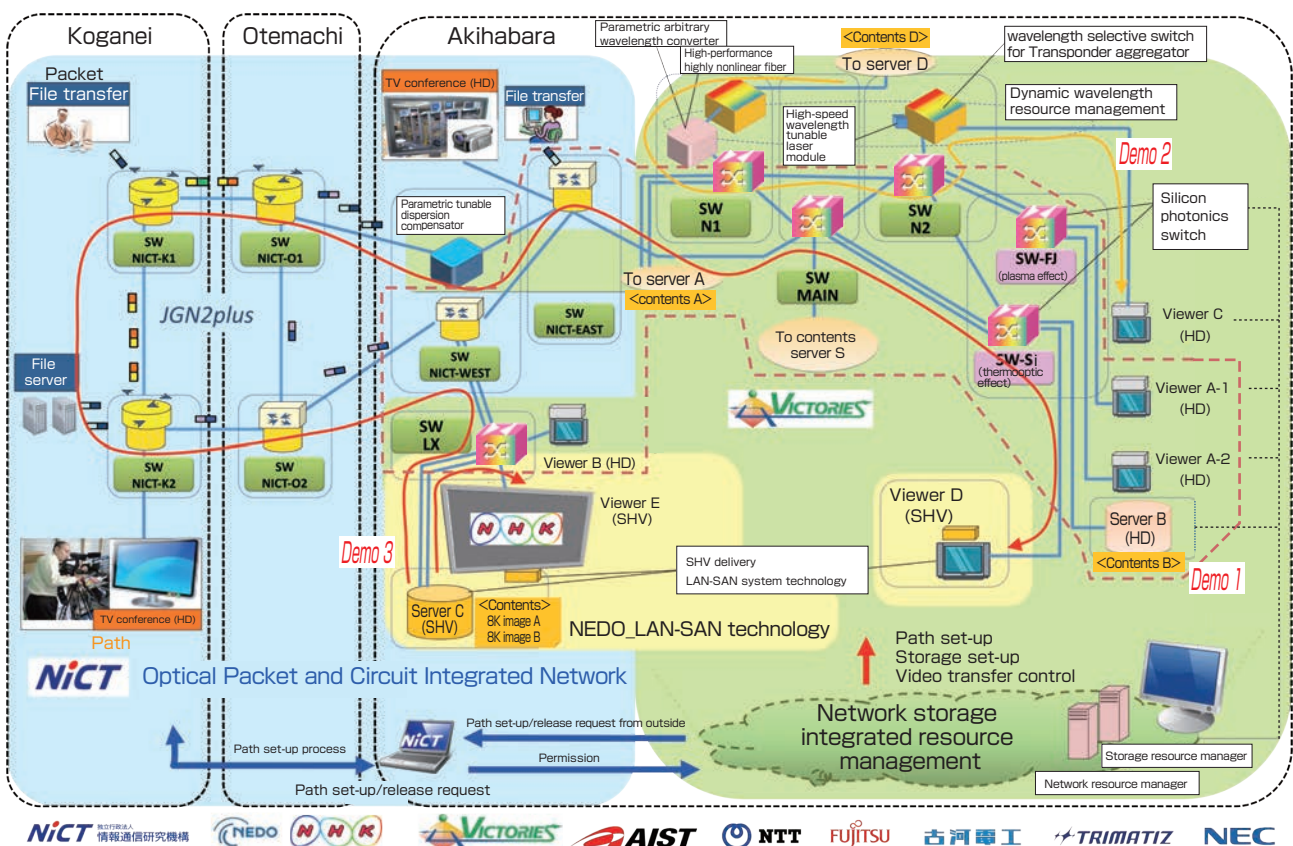 Koganei
Otemachi
Akihabara
Packet
File transfer
TV conference (HD)
File transfer
Parametric arbitrary
wavelength converter
High-performance
highly nonlinear fiber
<Contents D>
To server D
wavelength selective switch
for Transponder aggregator
Dynamic wavelength
resource management
High-speed
wavelength
tunable
laser
module
Demo 2
Silicon
photonics
switch
SW
NICT-K1
SW
NICT-O1
Parametric tunable
dispersion
compensator
SW
N1
SW
N2
SW-FJ
(plasma effect)
To server A
<contents A>
SW
MAIN
To contents
server S
SW-Si
(thermooptic
effect)
JGN2plus
SW
NICT-EAST
SW
NICT-WEST
File
server
SW
NICT-K2
SW
NICT-O2
SW
LX
Viewer B (HD)
VICTORIES
Viewer C
(HD)
Viewer A-1
(HD)
Viewer A-2
(HD)
Viewer E
(SHV)
NHK
Viewer D
(SHV)
Server B
(HD)
<Contents B>
Demo 1
Demo 3
SHV delivery
LAN-SAN system technology
Server C
(SHV)
<Contents>
8K image A
8K image B
NEDO_LAN-SAN technology
TV conference (HD)
Path
NiCT
Optical Packet and Circuit Integrated Network
Path set-up
Storage set-up
Video transfer control
Network storage
integrated resource
management
Storage resource manager
Network resource manager
NiCT
Path set-up/release request from outside
Permission
Path set-up process
Path set-up/release request
NiCT 独立行政法人 情報通信研究機構
NEDO
NHK
VICTORIES
AIST
NTT
FUJITSU
古河電工
TRIMATIZ
NEC